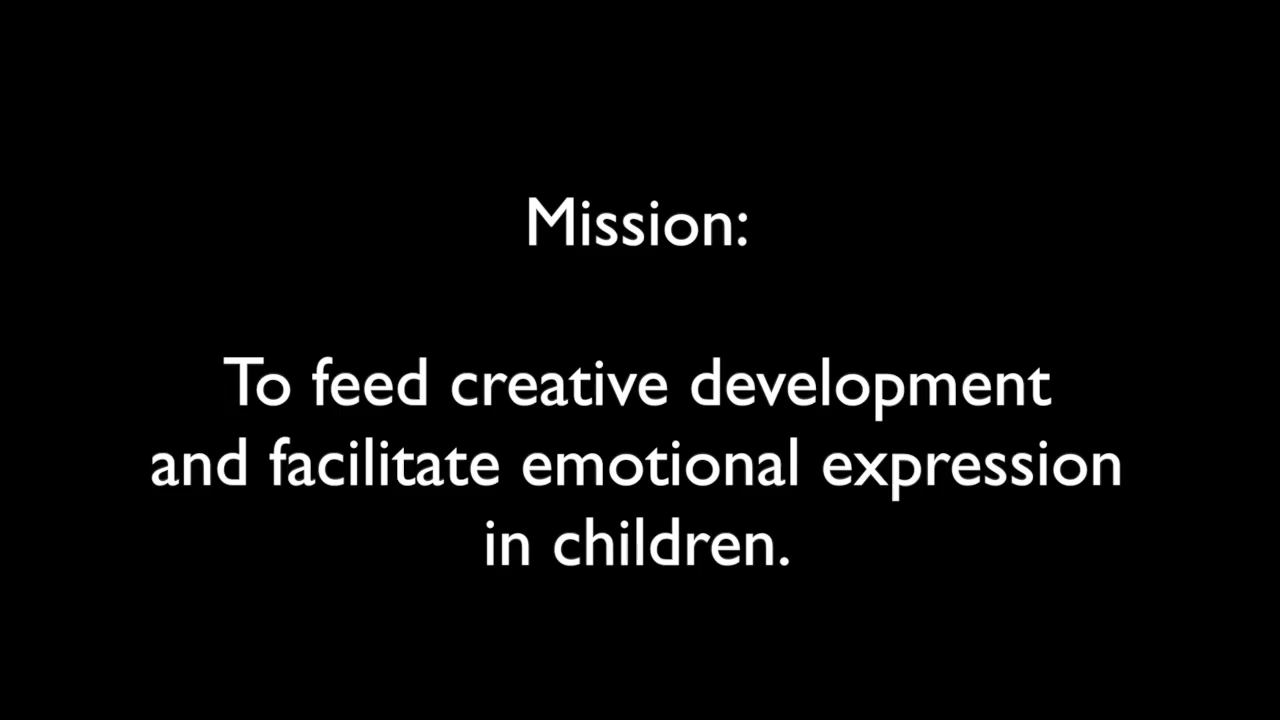 Mission:
To feed creative development
and facilitate emotional expression
in children.